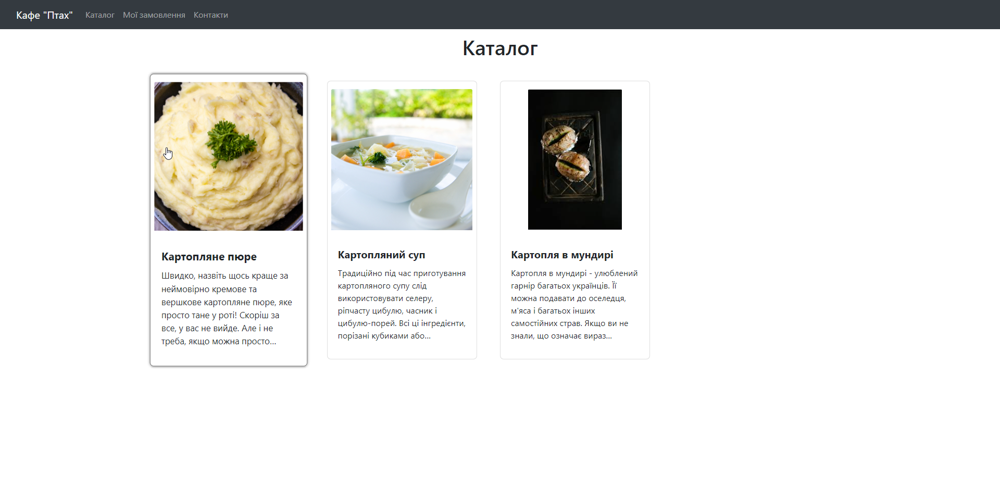 Кафе "Птах" Каталог Мої замовлення Контакти
Каталог
Картопляне пюре
Швидко, назвіть щось краще за
неймовірно кремове та
вершкове картопляне пюре, яке
просто тане у роті! Скоріш за
все, у вас не вийде. Але і не
треба, якщо можна просто...
Картопляний суп
Традиційно під час приготування
картопляного супу слід
використовувати селеру,
ріпчасту цибулю, часник і
цибулю-порей. Всі ці інгредієнти,
порізані кубиками або...
Картопля в мундирі
Картопля в мундирі - улюблений
гарнір багатьох українців. Її
можна подавати до оселедця,
м'яса і багатьох інших
самостійних страв. Якщо ви не
знали, що означає вираз...